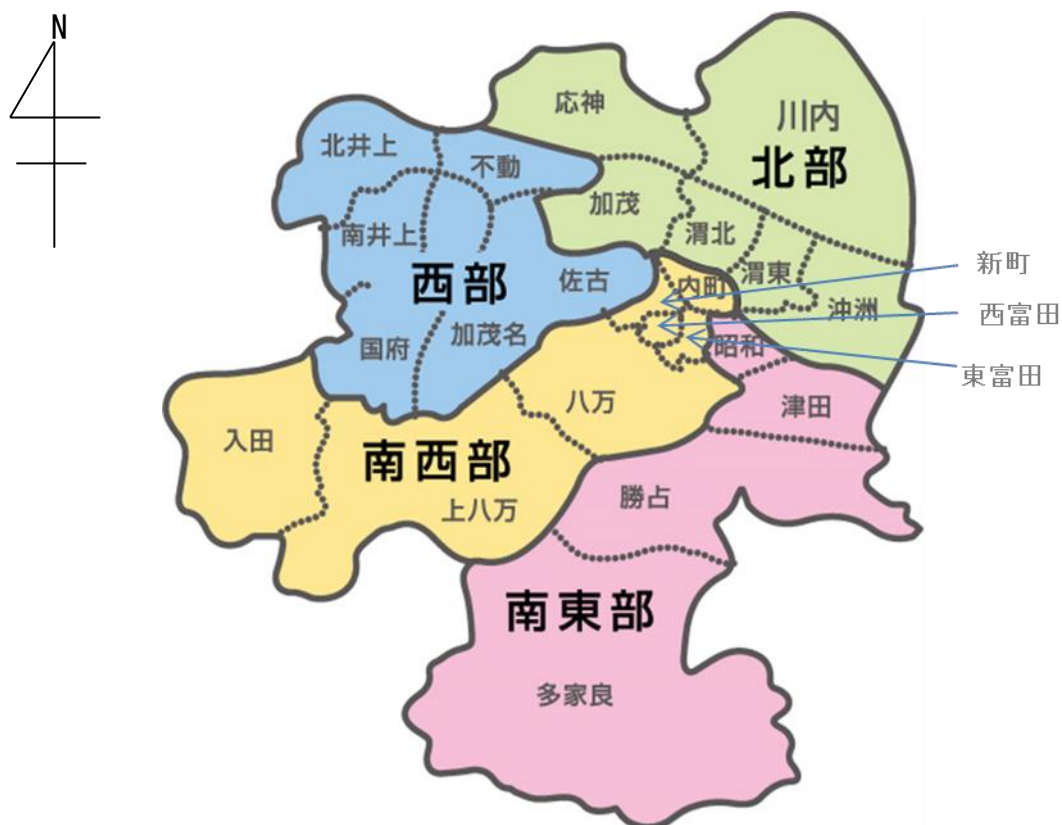 N
応神
川内
北部
北井上
不動
加茂
渭北
南井上
新町
渭東
内町
西部
佐古
沖洲
西富田
国府
加茂名
昭和
東富田
八万
津田
入田
南西部
上八万
勝占
南東部
多家良